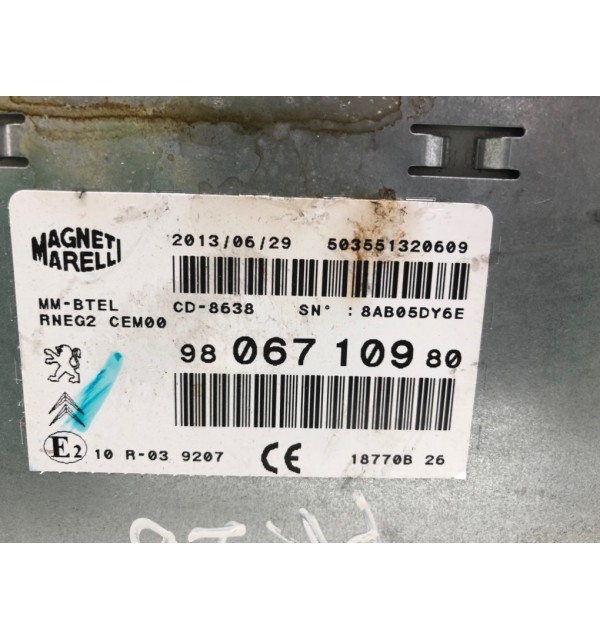 MAGNETI
MARELLI
2013/06/29 503551320609
MM-BTEL
RNEG2 CEM00
CD-8638 SN° : 8AB05DY6E
98 067 109 80
E2 10 R-03 9207 CE 18770B 26